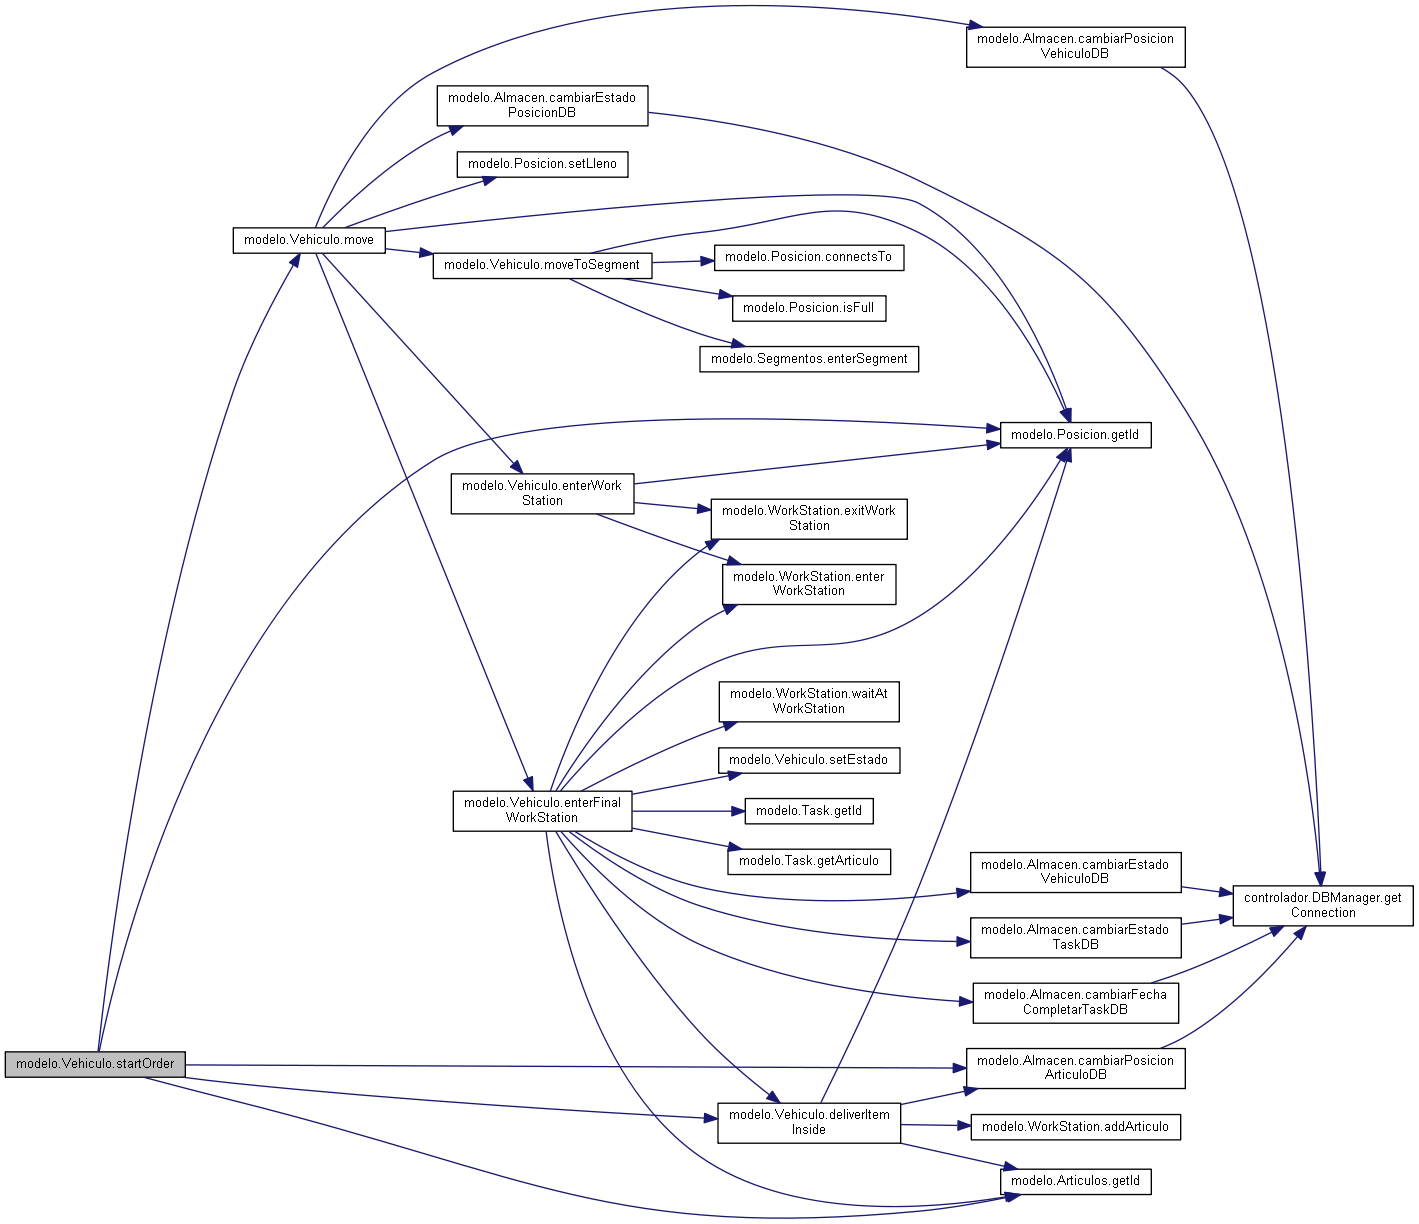 modelo.Almacen.cambiarPosicion
VehiculoDB
modelo.Almacen.cambiarEstado
PosicionDB
modelo.Posicion.setLleno
modelo.Vehiculo.move
modelo.Vehiculo.moveToSegment
modelo.Posicion.connectsTo
modelo.Posicion.isFull
modelo.Segmentos.enterSegment
modelo.Posicion.getId
modelo.Vehiculo.enterWork
Station
modelo.WorkStation.exitWork
Station
modelo.WorkStation.enter
WorkStation
modelo.WorkStation.waitAt
WorkStation
modelo.Vehiculo.setEstado
modelo.Vehiculo.enterFinal
WorkStation
modelo.Task.getId
modelo.Task.getArticulo
modelo.Almacen.cambiarEstado
VehiculoDB
controlador.DBManager.get
Connection
modelo.Almacen.cambiarEstado
TaskDB
modelo.Almacen.cambiarFecha
CompletarTaskDB
modelo.Vehiculo.startOrder
modelo.Almacen.cambiarPosicion
ArticuloDB
modelo.Vehiculo.deliverItem
Inside
modelo.WorkStation.addArticulo
modelo.Articulos.getId